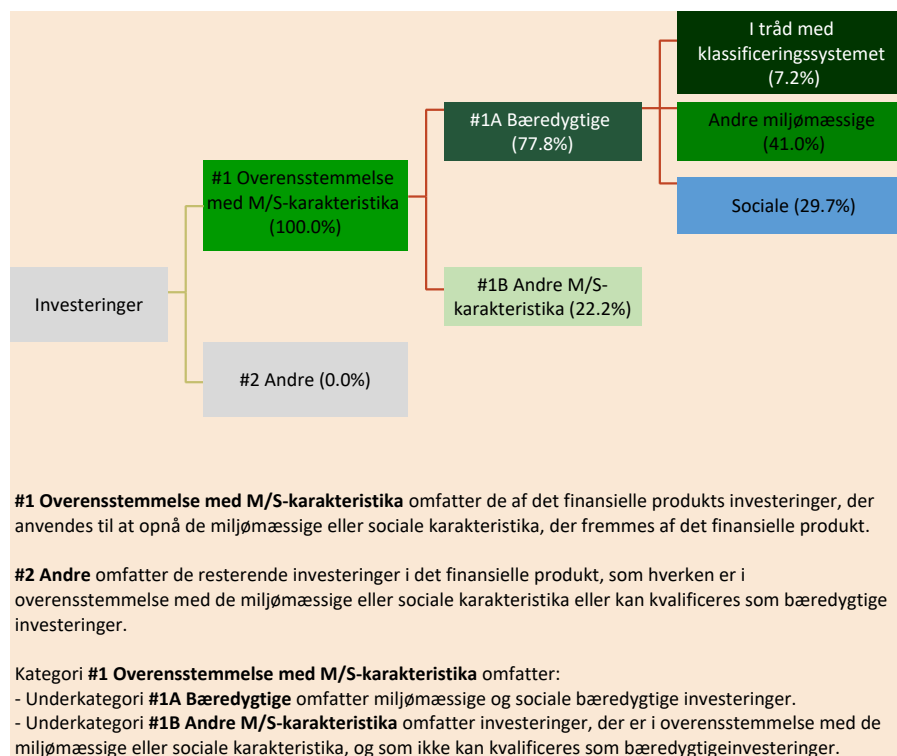 I tråd med
klassificeringssystemet
(7.2%)
#1A Bæredygtige
(77.8%)
Andre miljømæssige
(41.0%)
#1 Overensstemmelse
med M/S-karakteristika
(100.0%)
Sociale (29.7%)
Investeringer
#1B Andre M/S-
karakteristika (22.2%)
#2 Andre (0.0%)
#1 Overensstemmelse med M/S-karakteristika omfatter de af det finansielle produkts investeringer, der
anvendes til at opnå de miljømæssige eller sociale karakteristika, der fremmes af det finansielle produkt.
#2 Andre omfatter de resterende investeringer i det finansielle produkt, som hverken er i
overensstemmelse med de miljømæssige eller sociale karakteristika eller kan kvalificeres som bæredygtige
investeringer.
Kategori #1 Overensstemmelse med M/S-karakteristika omfatter:
- Underkategori #1A Bæredygtige omfatter miljømæssige og sociale bæredygtige investeringer.
- Underkategori #1B Andre M/S-karakteristika omfatter investeringer, der er i overensstemmelse med de
miljømæssige eller sociale karakteristika, og som ikke kan kvalificeres som bæredygtigeinvesteringer.